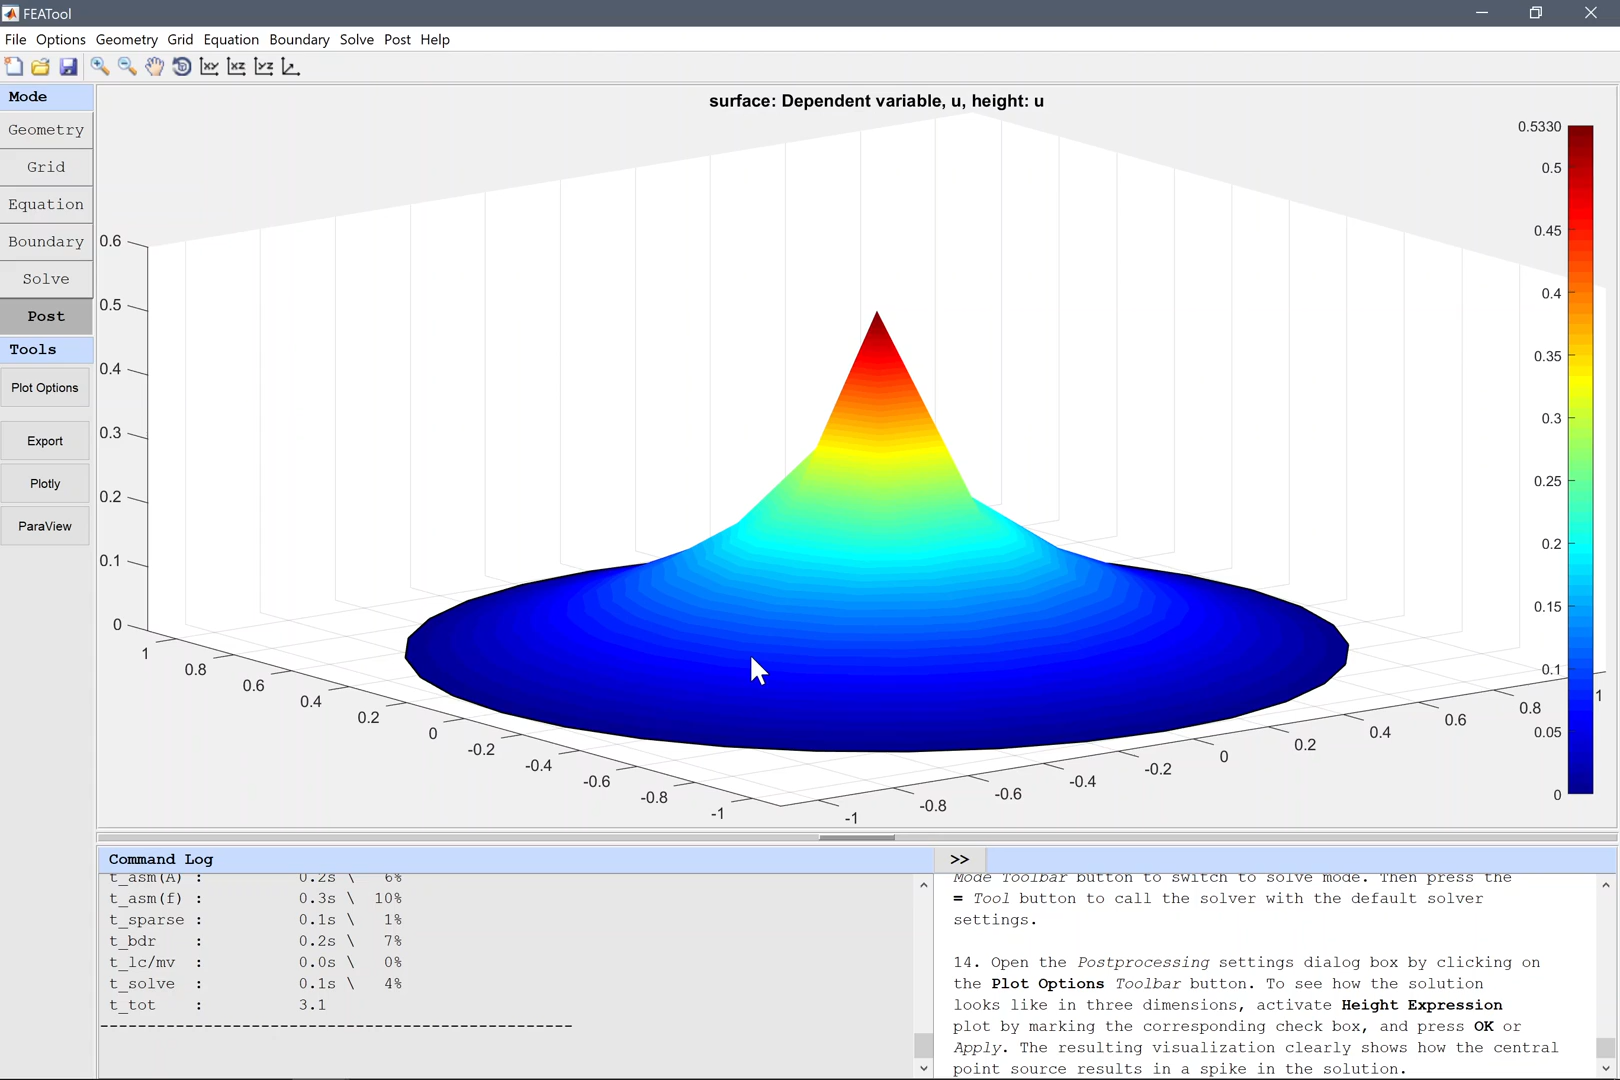 FEATool
File Options Geometry Grid Equation Boundary Solve Post Help
Mode
Geometry
Grid
Equation
Boundary
Solve
Post
Tools
Plot Options
Export
Plotly
ParaView
surface: Dependent variable, u, height: u
0.6
0.5
0.4
0.3
0.2
0.1
0
1
0.8
0.6
0.4
0.2
0
-0.2
-0.4
-0.6
-0.8
-1
-1
-0.8
-0.6
-0.4
-0.2
0
0.2
0.4
0.6
0.8
1
0.5330
0.5
0.45
0.4
0.35
0.3
0.25
0.2
0.15
0.1
0.05
0
Command Log
t_asm(A) : 0.2s \ 6%
t_asm(f) : 0.3s \ 10%
t_sparse : 0.1s \ 1%
t_bdr : 0.2s \ 7%
t_lc/mv : 0.0s \ 0%
t_solve : 0.1s \ 4%
t_tot : 3.1
---------------------------------------------
>>
Mode Toolbar button to switch to solve mode. Then press the
= Tool button to call the solver with the default solver
settings.
14. Open the Postprocessing settings dialog box by clicking on
the Plot Options Toolbar button. To see how the solution
looks like in three dimensions, activate Height Expression
plot by marking the corresponding check box, and press OK or
Apply. The resulting visualization clearly shows how the central
point source results in a spike in the solution.